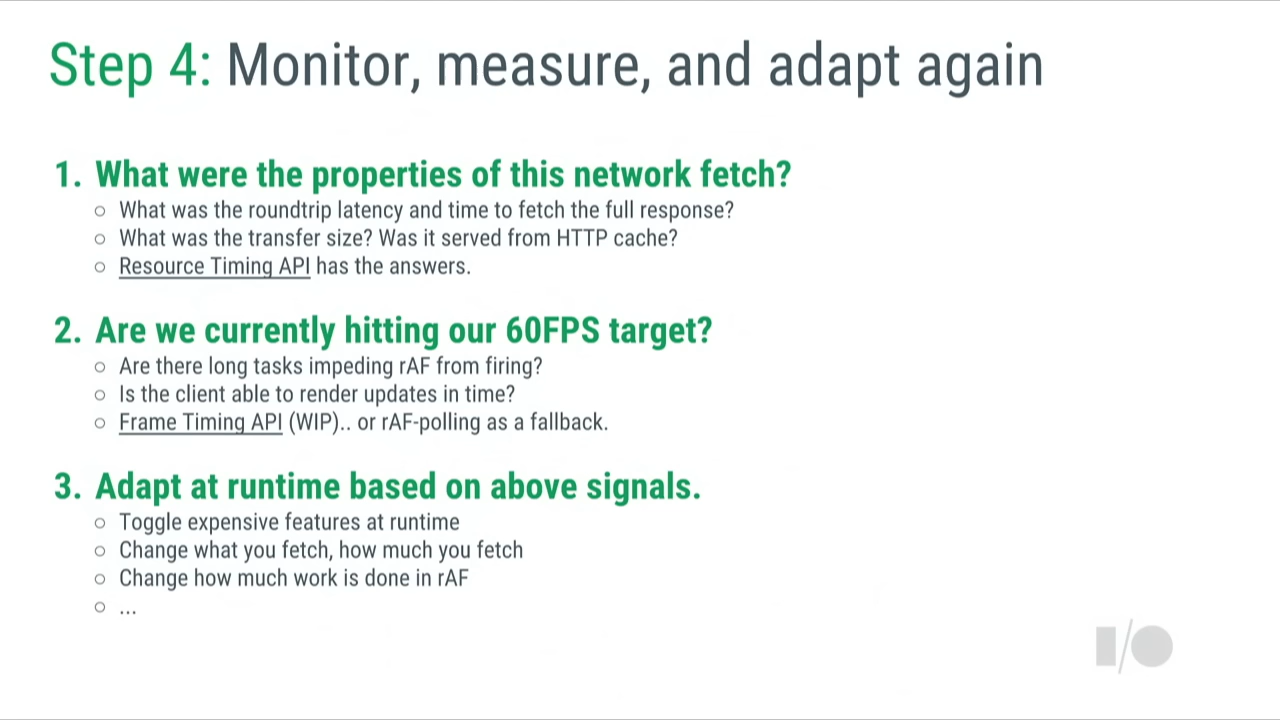 Step 4: Monitor, measure, and adapt again
1. What were the properties of this network fetch?
○ What was the roundtrip latency and time to fetch the full response?
○ What was the transfer size? Was it served from HTTP cache?
○ Resource Timing API has the answers.
2. Are we currently hitting our 60FPS target?
○ Are there long tasks impeding rAF from firing?
○ Is the client able to render updates in time?
○ Frame Timing API (WIP).. or rAF-polling as a fallback.
3. Adapt at runtime based on above signals.
○ Toggle expensive features at runtime
○ Change what you fetch, how much you fetch
○ Change how much work is done in rAF
○ ...
I/O